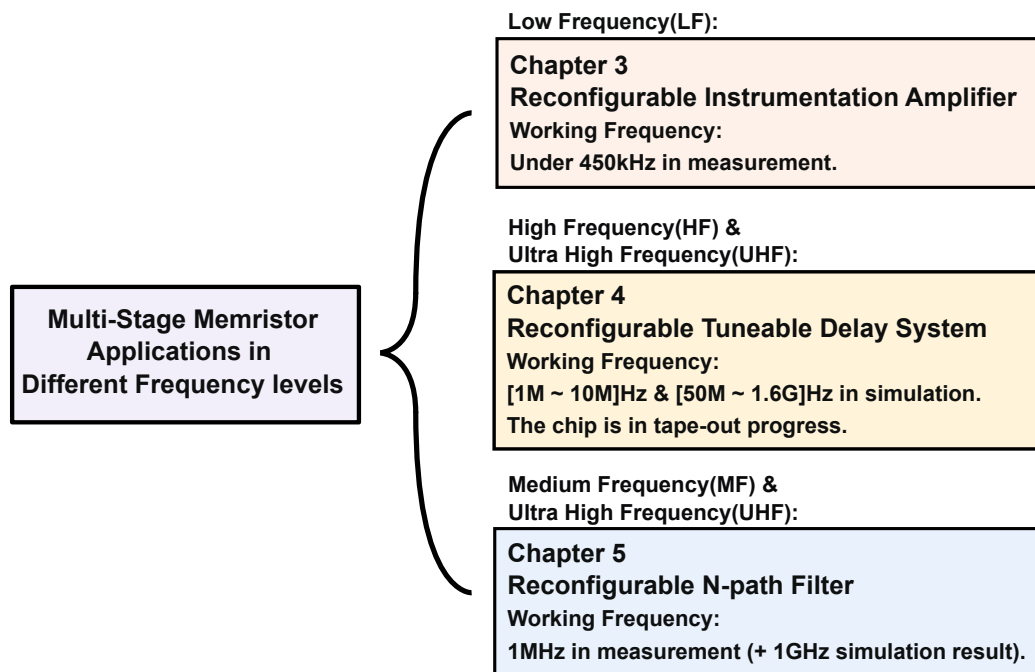 Low Frequency(LF):
Chapter 3
Reconfigurable Instrumentation Amplifier
Working Frequency:
Under 450kHz in measurement.
High Frequency(HF) &
Ultra High Frequency(UHF):
Chapter 4
Reconfigurable Tuneable Delay System
Working Frequency:
[1M ~ 10M]Hz & [50M ~ 1.6G]Hz in simulation.
The chip is in tape-out progress.
Multi-Stage Memristor
Applications in
Different Frequency levels
Medium Frequency(MF) &
Ultra High Frequency(UHF):
Chapter 5
Reconfigurable N-path Filter
Working Frequency:
1MHz in measurement (+ 1GHz simulation result).